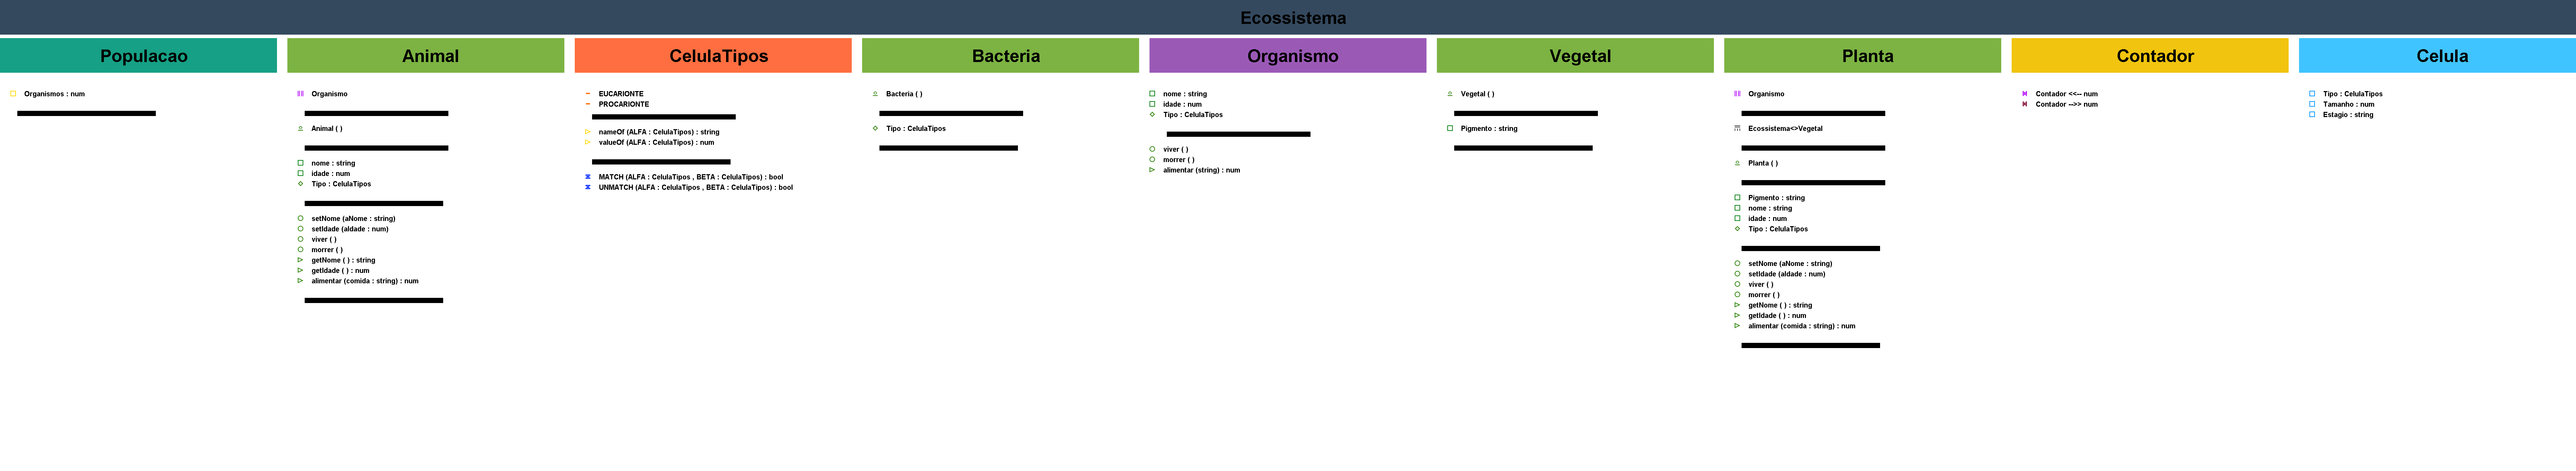 Ecossistema
Populacao
Organismos : num
Animal
Organismo
Animal ( )
nome : string
idade : num
Tipo : CelulaTipos
setNome (aNome : string)
setIdade (aIdade : num)
viver ( )
morrer ( )
getNome ( ) : string
getIdade ( ) : num
alimentar (comida : string) : num
CelulaTipos
EUCARIONTE
PROCARIONTE
nameOf (ALFA : CelulaTipos) : string
valueOf (ALFA : CelulaTipos) : num
MATCH (ALFA : CelulaTipos , BETA : CelulaTipos) : bool
UNMATCH (ALFA : CelulaTipos , BETA : CelulaTipos) : bool
Bacteria
Bacteria ( )
Tipo : CelulaTipos
Organismo
nome : string
idade : num
Tipo : CelulaTipos
viver ( )
morrer ( )
alimentar (string) : num
Vegetal
Vegetal ( )
Pigmento : string
Planta
Organismo
Ecossistema<>Vegetal
Planta ( )
Pigmento : string
nome : string
idade : num
Tipo : CelulaTipos
setNome (aNome : string)
setIdade (aIdade : num)
viver ( )
morrer ( )
getNome ( ) : string
getIdade ( ) : num
alimentar (comida : string) : num
Contador
Contador <<-- num
Contador -->> num
Celula
Tipo : CelulaTipos
Tamanho : num
Estagio : string